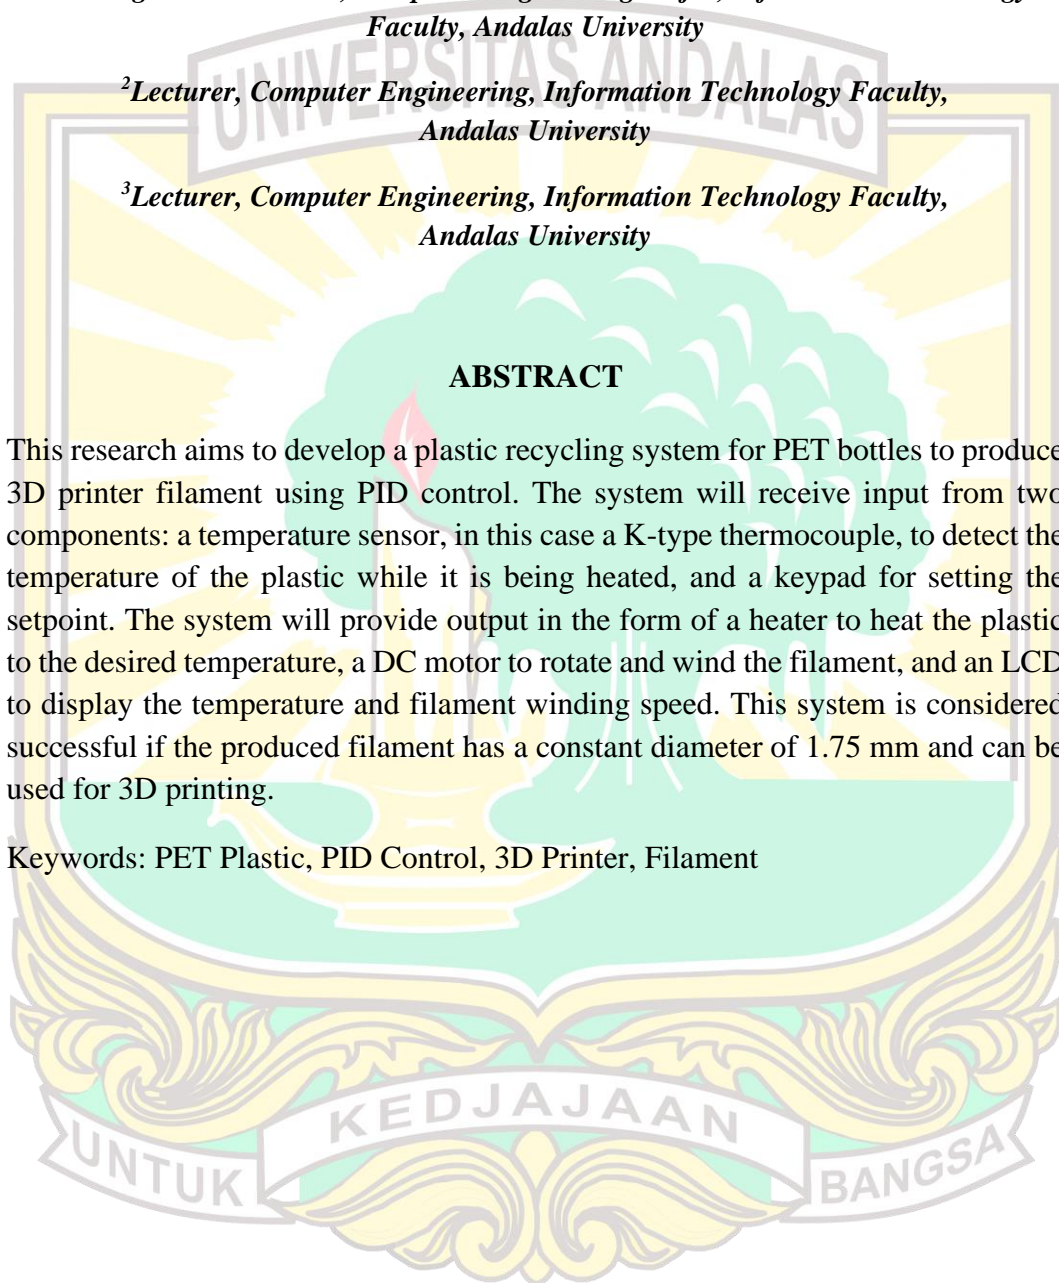 Faculty, Andalas University
UNIVERSITAS ANDALAS
²Lecturer, Computer Engineering, Information Technology Faculty,
Andalas University
³Lecturer, Computer Engineering, Information Technology Faculty,
Andalas University
ABSTRACT
This research aims to develop a plastic recycling system for PET bottles to produce
3D printer filament using PID control. The system will receive input from two
components: a temperature sensor, in this case a K-type thermocouple, to detect the
temperature of the plastic while it is being heated, and a keypad for setting the
setpoint. The system will provide output in the form of a heater to heat the plastic
to the desired temperature, a DC motor to rotate and wind the filament, and an LCD
to display the temperature and filament winding speed. This system is considered
successful if the produced filament has a constant diameter of 1.75 mm and can be
used for 3D printing.
Keywords: PET Plastic, PID Control, 3D Printer, Filament
UNTUK KEDJAJAAN BANGSA